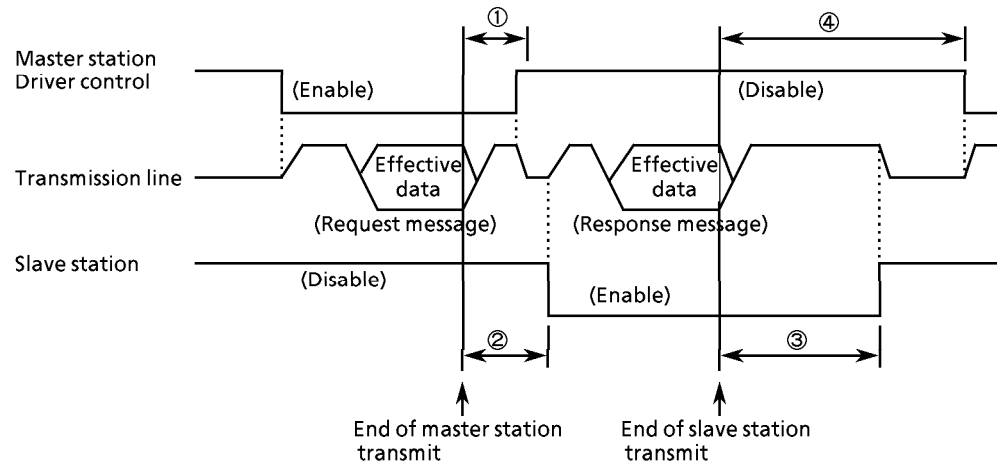 ①
④
Master station
Driver control
(Enable)
(Disable)
Transmission line
Effective
data
Effective
data
(Request message)
(Response message)
Slave station
(Disable)
(Enable)
②
③
End of master station
transmit
End of slave station
transmit